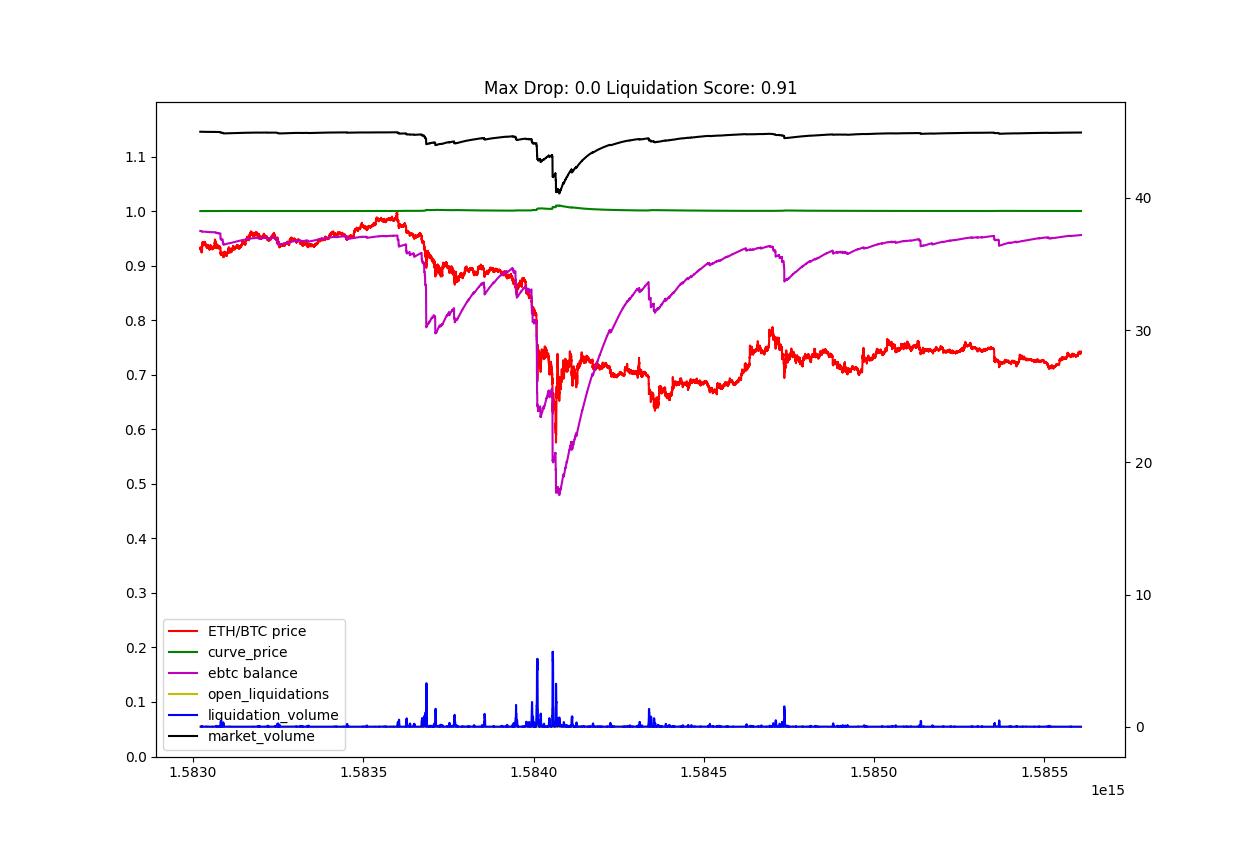 Max Drop: 0.0 Liquidation Score: 0.91
1.1
1.0
0.9
0.8
0.7
0.6
0.5
0.4
0.3
0.2
0.1
0.0
40
30
20
10
0
ETH/BTC price
curve_price
ebtc balance
open_liquidations
liquidation_volume
market_volume
1.5830
1.5835
1.5840
1.5845
1.5850
1.5855
1e15